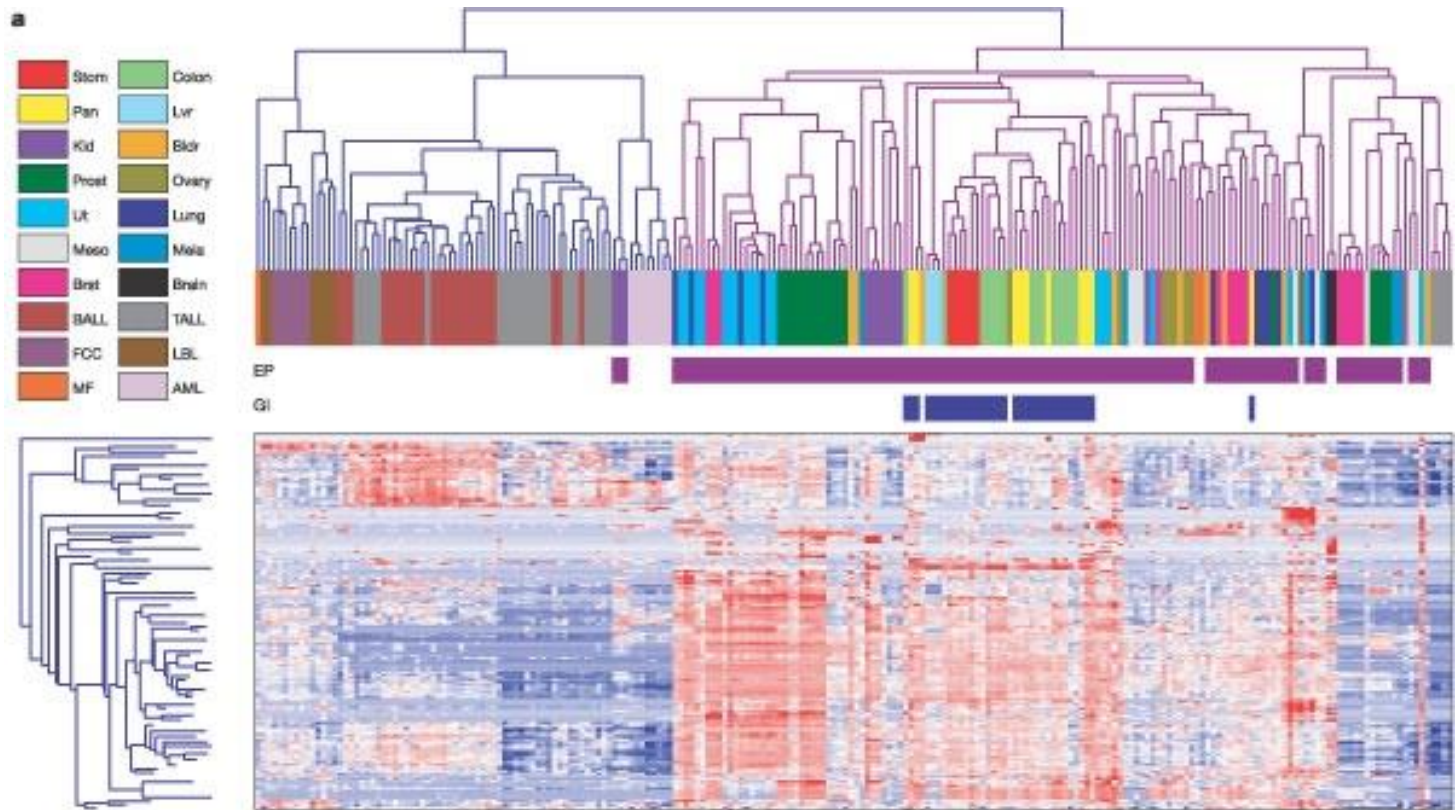 a
Stom Colon
Pan Lvr
Kid Bldr
Prost Ovary
Ut Lung
Meso Mela
Brst Brain
BALL TALL
FCC LBL
MF AML
EP
GI